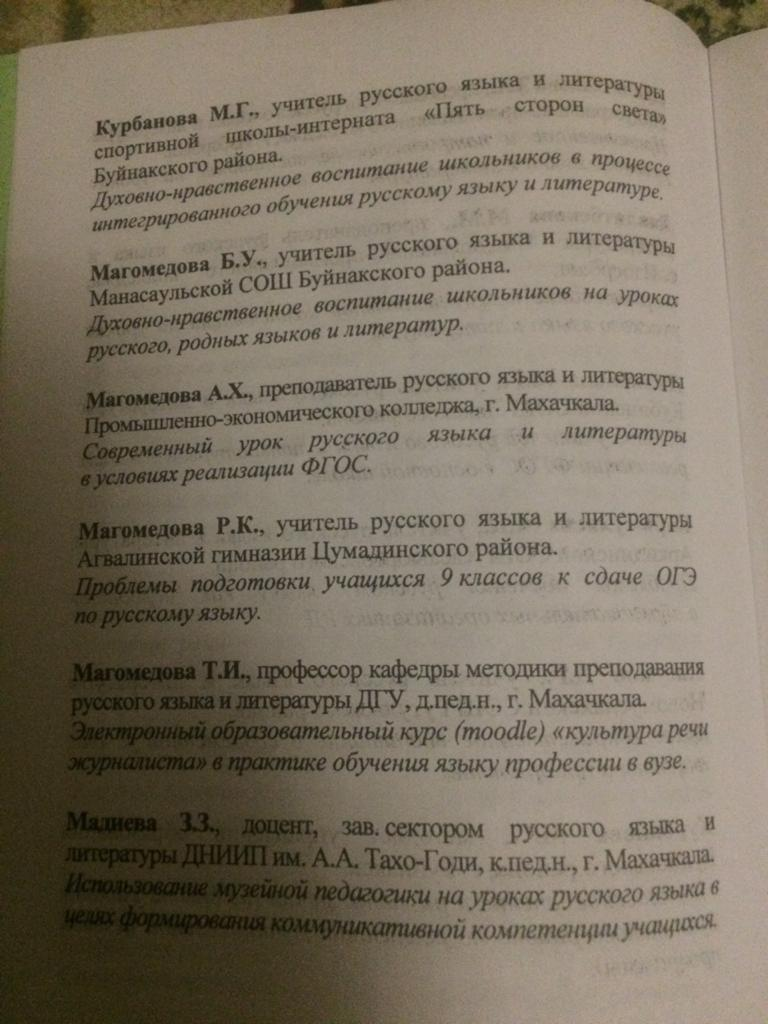 Курбанова М.Г., учитель русского языка и литературы
спортивной школы-интерната «Пять сторон света»
Буйнакского района.
Духовно-нравственное воспитание школьников в процессе
интегрированного обучения русскому языку и литературе.
Магомедова Б.У., учитель русского языка и литературы
Манасаульской СОШ Буйнакского района.
Духовно-нравственное воспитание школьников на уроках
русского, родных языков и литератур.
Магомедова А.Х., преподаватель русского языка и литературы
Промышленно-экономического колледжа, г. Махачкала.
Современный урок русского языка и литературы
в условиях реализации ФГОС.
Магомедова Р.К., учитель русского языка и литературы
Агвалинской гимназии Цумадинского района.
Проблемы подготовки учащихся 9 классов к сдаче ОГЭ
по русскому языку.
Магомедова Т.И., профессор кафедры методики преподавания
русского языка и литературы ДГУ, д.пед.н., г. Махачкала.
Электронный образовательный курс (moodle) «культура речи
журналиста» в практике обучения языку профессии в вузе.
Мадиева З.З., доцент, зав. сектором русского языка и
литературы ДНИИП им. А.А. Тахо-Годи, к.пед.н., г. Махачкала.
Использование музейной педагогики на уроках русского языка в
целях формирования коммуникативной компетенции учащихся.